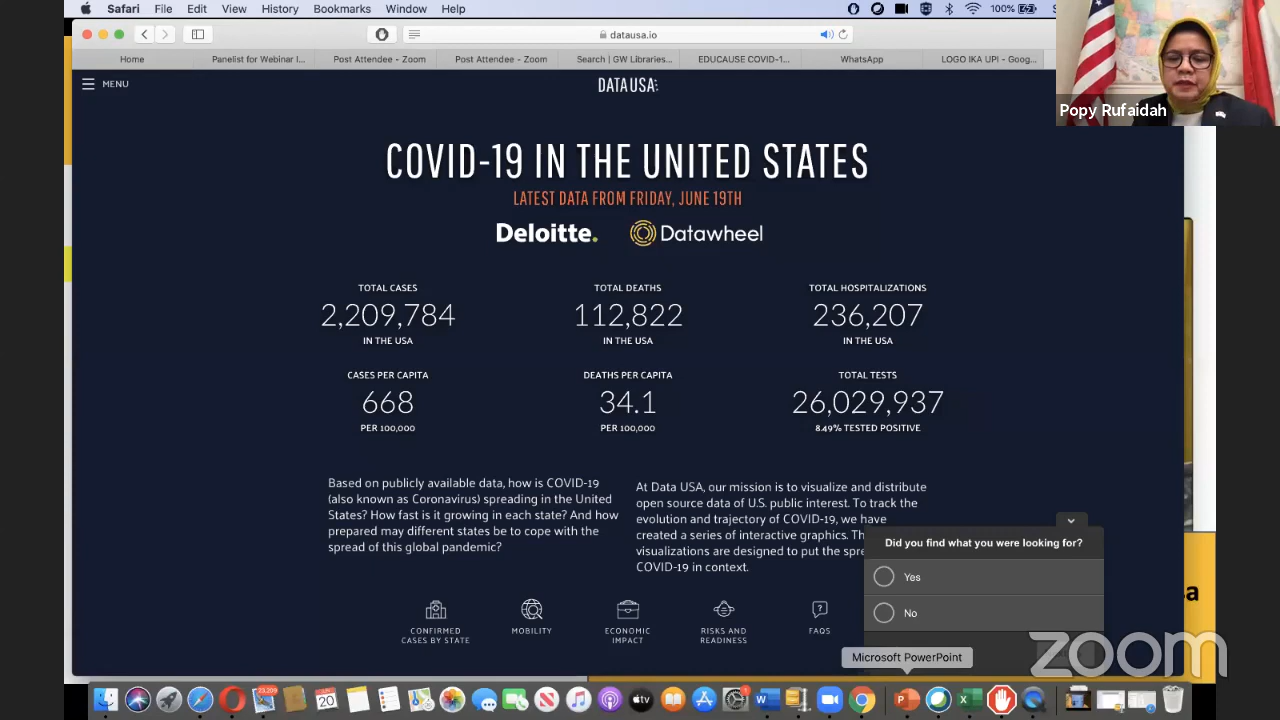 Safari File Edit View History Bookmarks Window Help
100%
datausa.io
Home
Panelist for Webinar I...
Post Attendee - Zoom
Post Attendee - Zoom
Search | GW Libraries...
EDUCAUSE COVID-1...
WhatsApp
LOGO IKA UPI - Goog...
Popy Rufaidah
MENU
DATA USA:
COVID-19 IN THE UNITED STATES
LATEST DATA FROM FRIDAY, JUNE 19TH
Deloitte.
Datawheel
TOTAL CASES
2,209,784
IN THE USA
TOTAL DEATHS
112,822
IN THE USA
TOTAL HOSPITALIZATIONS
236,207
IN THE USA
CASES PER CAPITA
668
PER 100,000
DEATHS PER CAPITA
34.1
PER 100,000
TOTAL TESTS
26,029,937
8.49% TESTED POSITIVE
Based on publicly available data, how is COVID-19
(also known as Coronavirus) spreading in the United
States? How fast is it growing in each state? And how
prepared may different states be to cope with the
spread of this global pandemic?
At Data USA, our mission is to visualize and distribute
open source data of U.S. public interest. To track the
evolution and trajectory of COVID-19, we have
created a series of interactive graphics. Th
visualizations are designed to put the spre
COVID-19 in context.
Did you find what you were looking for?
Yes
No
CONFIRMED
CASES BY STATE
MOBILITY
ECONOMIC
IMPACT
RISKS AND
READINESS
FAQS
zoom
Microsoft PowerPoint
23,209
JUN
20